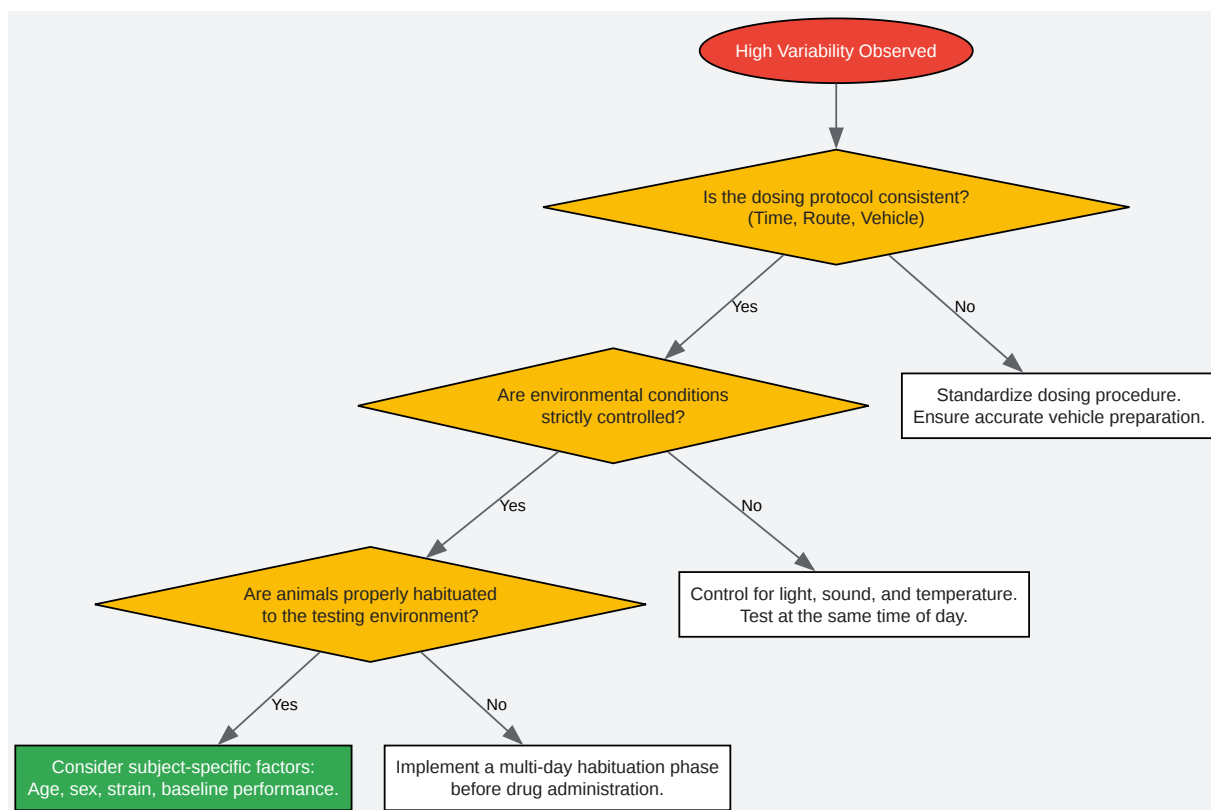 High Variability Observed
Is the dosing protocol consistent?
(Time, Route, Vehicle)
Yes
No
Are environmental conditions
strictly controlled?
Standardize dosing procedure.
Ensure accurate vehicle preparation.
Yes
No
Are animals properly habituated
to the testing environment?
Control for light, sound, and temperature.
Test at the same time of day.
Yes
No
Consider subject-specific factors:
Age, sex, strain, baseline performance.
Implement a multi-day habituation phase
before drug administration.